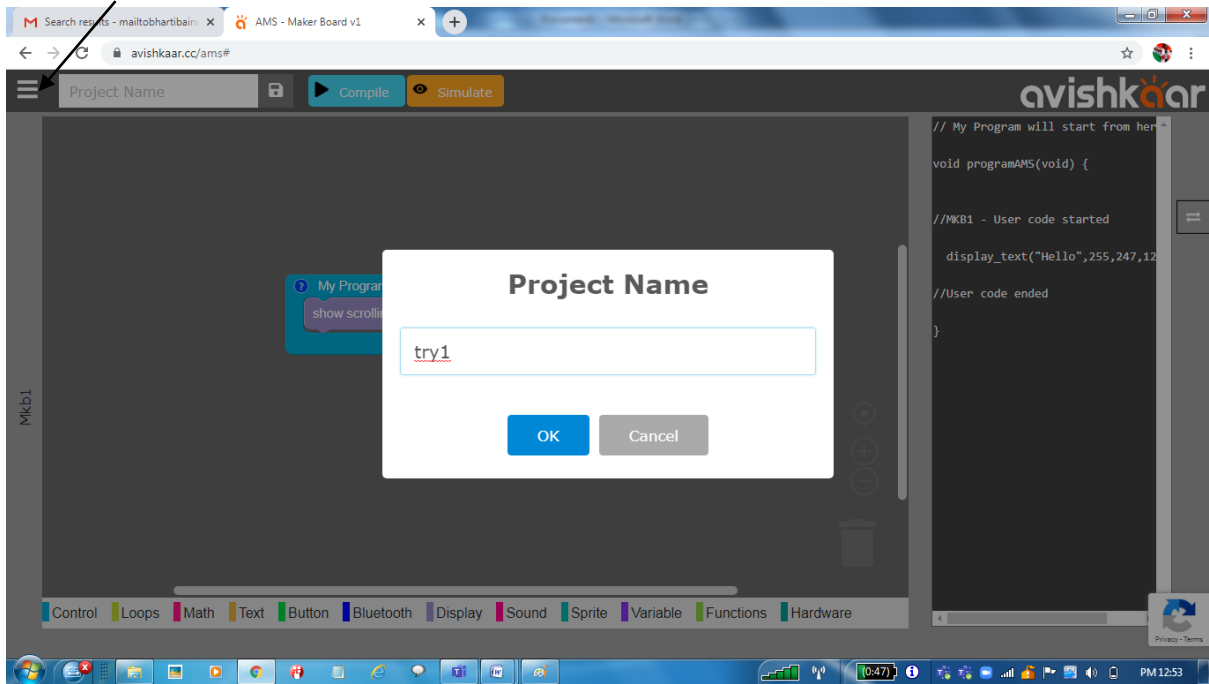 Search results - mailtobhartibains
AMS - Maker Board v1
avishkaar.cc/ams#
Project Name
Compile
Simulate
avishkaar
// My Program will start from her
void programAMS(void) {
//MKB1 - User code started
display_text("Hello",255,247,12
//User code ended
}
My Program
show scrollin
Mkb1
Project Name
try1
OK
Cancel
Control Loops Math Text Button Bluetooth Display Sound Sprite Variable Functions Hardware
Privacy - Terms
(0:47)
PM 12:53